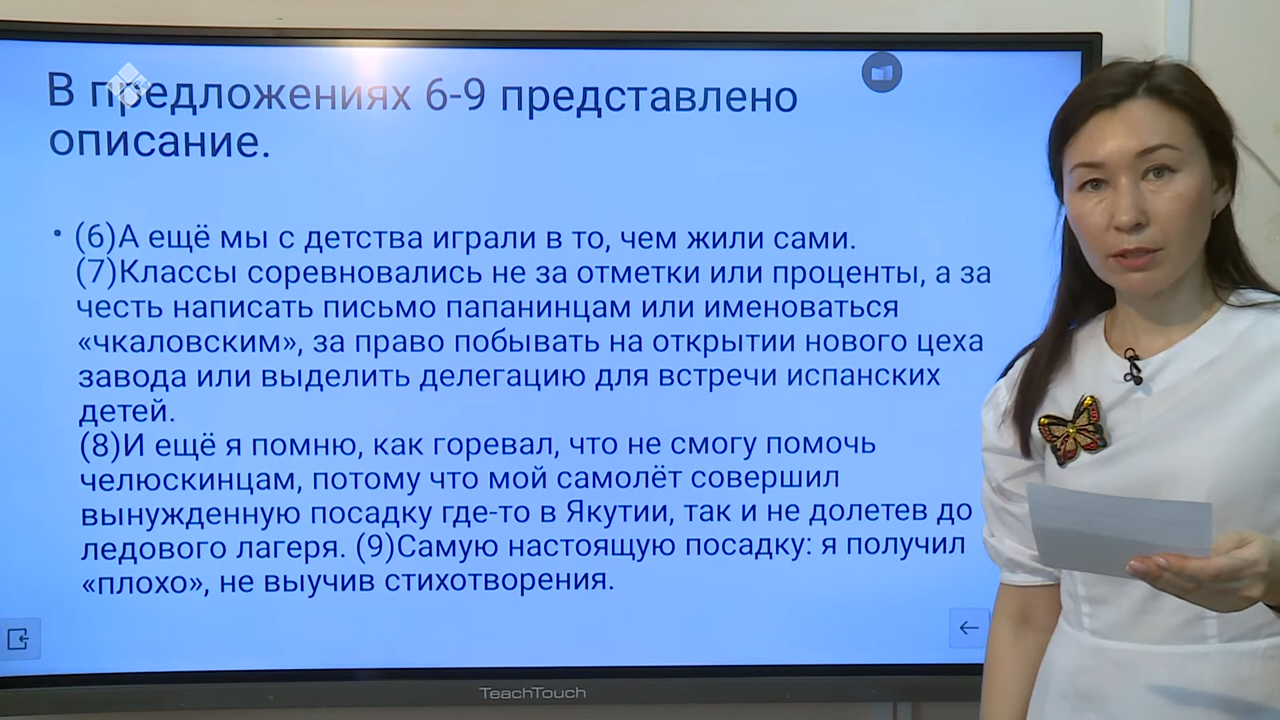 В предложениях 6-9 представлено
описание.
• (6)А ещё мы с детства играли в то, чем жили сами.
(7)Классы соревновались не за отметки или проценты, а за
честь написать письмо папанинцам или именоваться
«чкаловским», за право побывать на открытии нового цеха
завода или выделить делегацию для встречи испанских
детей.
(8)И ещё я помню, как горевал, что не смогу помочь
челюскинцам, потому что мой самолёт совершил
вынужденную посадку где-то в Якутии, так и не долетев до
ледового лагеря. (9)Самую настоящую посадку: я получил
«плохо», не выучив стихотворения.
TeachTouch